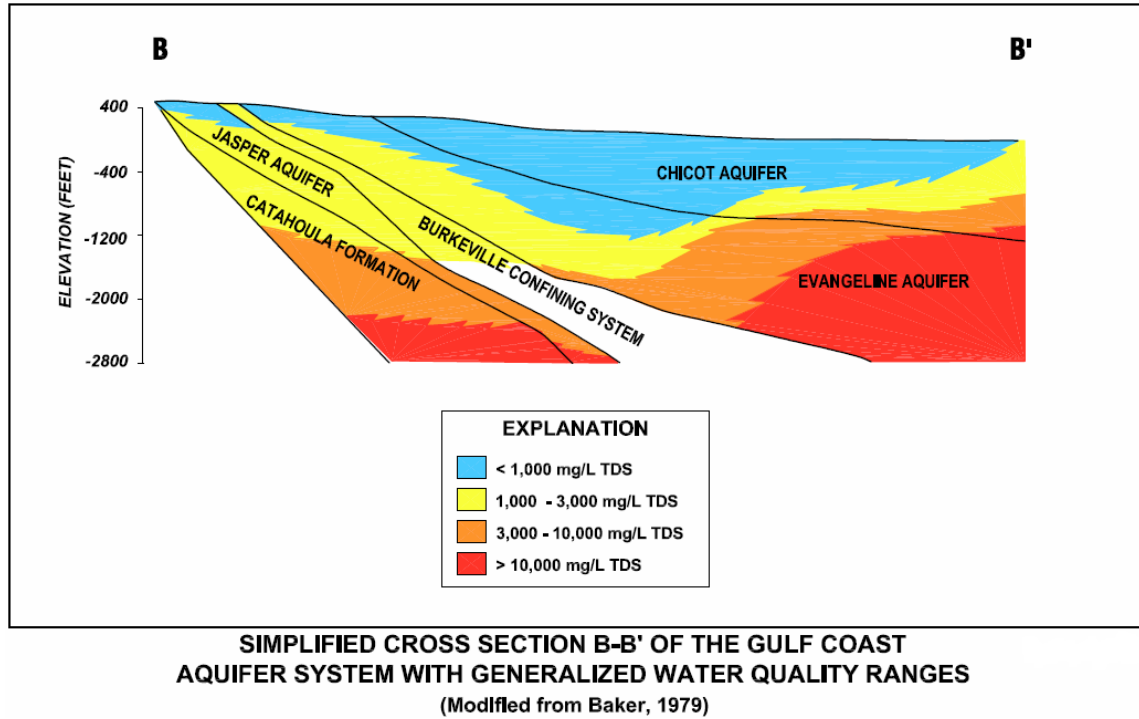 B B'
400
-400
-1200
-2000
-2800
ELEVATION (FEET)
JASPER AQUIFER
CATAHOULA FORMATION
BURKEVILLE CONFINING SYSTEM
CHICOT AQUIFER
EVANGELINE AQUIFER
EXPLANATION
< 1,000 mg/L TDS
1,000 - 3,000 mg/L TDS
3,000 - 10,000 mg/L TDS
> 10,000 mg/L TDS
SIMPLIFIED CROSS SECTION B-B' OF THE GULF COAST
AQUIFER SYSTEM WITH GENERALIZED WATER QUALITY RANGES
(Modified from Baker, 1979)